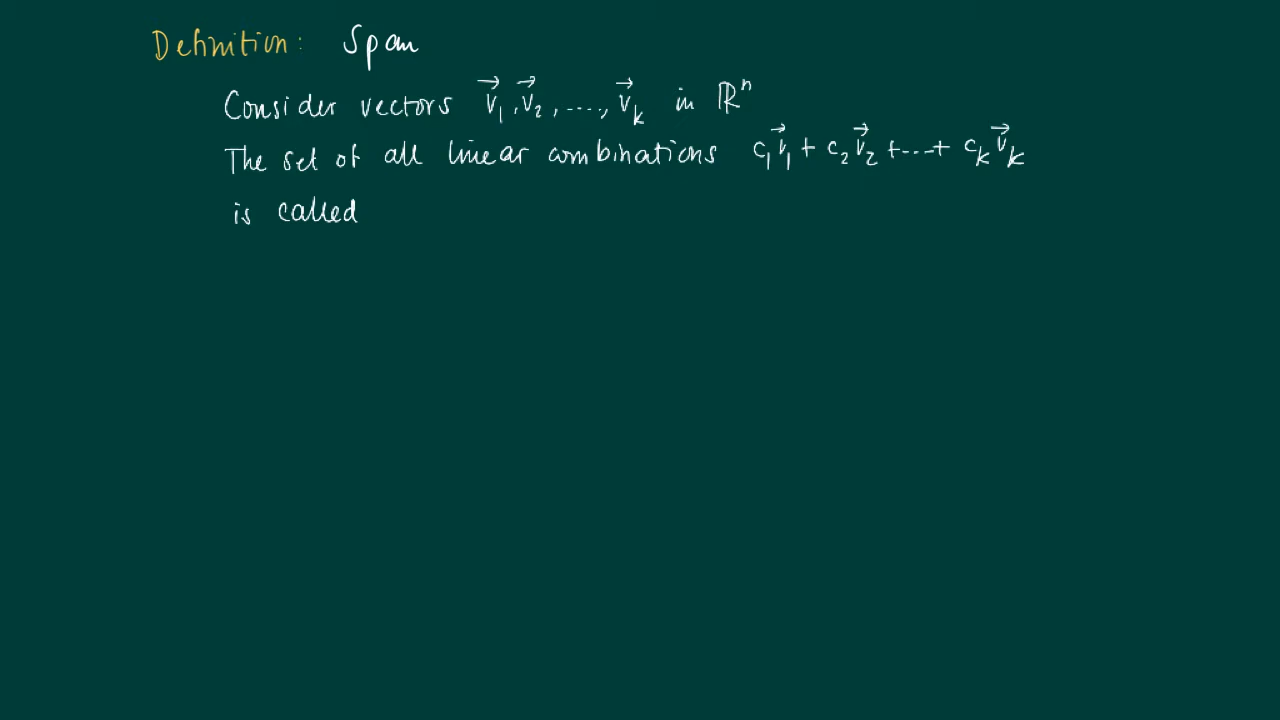 Definition: Span
Consider vectors v⃗₁, v⃗₂, ...., v⃗ₖ in ℝⁿ
The set of all linear combinations c₁v⃗₁ + c₂v⃗₂ +...+ cₖv⃗ₖ
is called